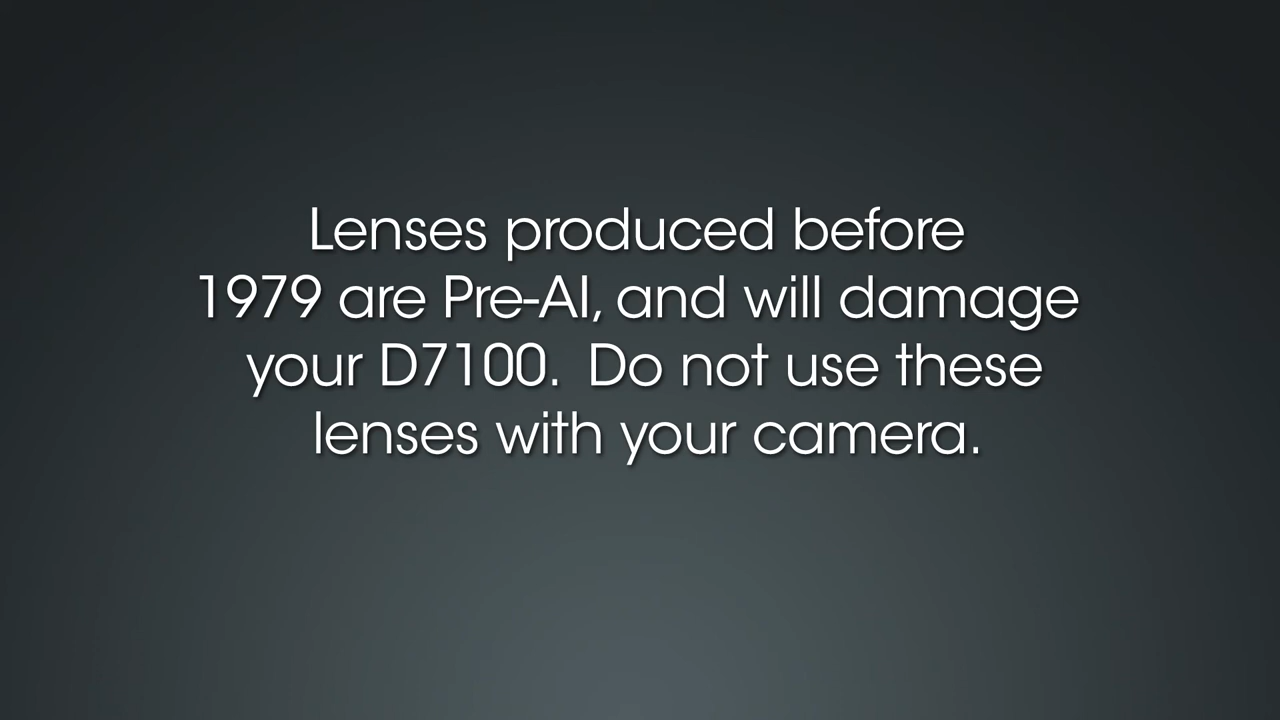 Lenses produced before
1979 are Pre-AI, and will damage
your D7100.  Do not use these
lenses with your camera.